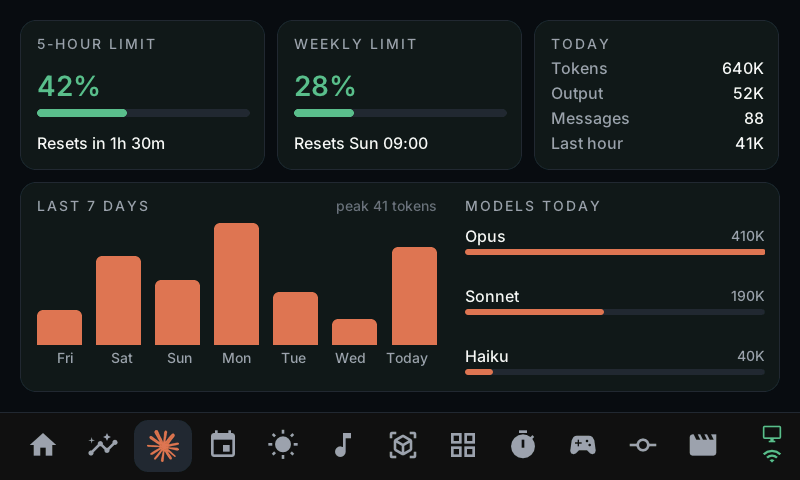 5-HOUR LIMIT
42%
Resets in 1h 30m
WEEKLY LIMIT
28%
Resets Sun 09:00
TODAY
Tokens 640K
Output 52K
Messages 88
Last hour 41K
LAST 7 DAYS peak 41 tokens
Fri Sat Sun Mon Tue Wed Today
MODELS TODAY
Opus 410K
Sonnet 190K
Haiku 40K